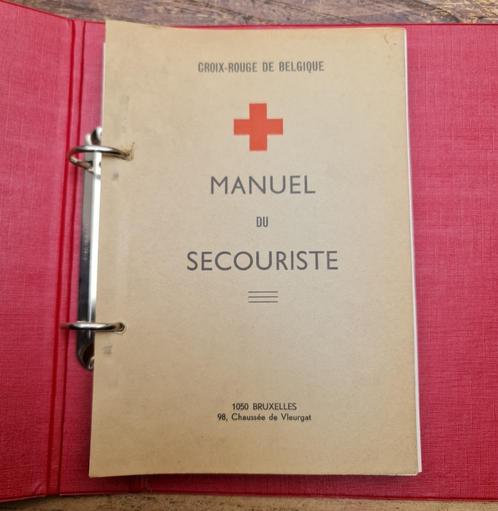 CROIX-ROUGE DE BELGIQUE
MANUEL
DU
SECOURISTE
1050 BRUXELLES
98, Chaussée de Vleurgat